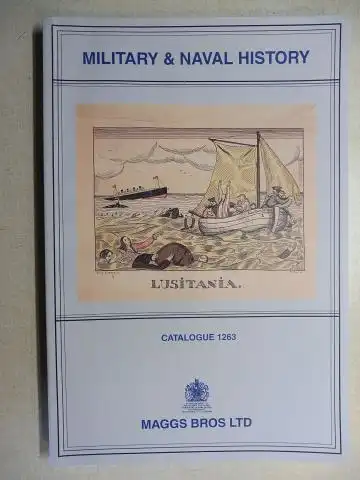 MILITARY & NAVAL HISTORY
LUSITANIA.
CATALOGUE 1263
MAGGS BROS LTD